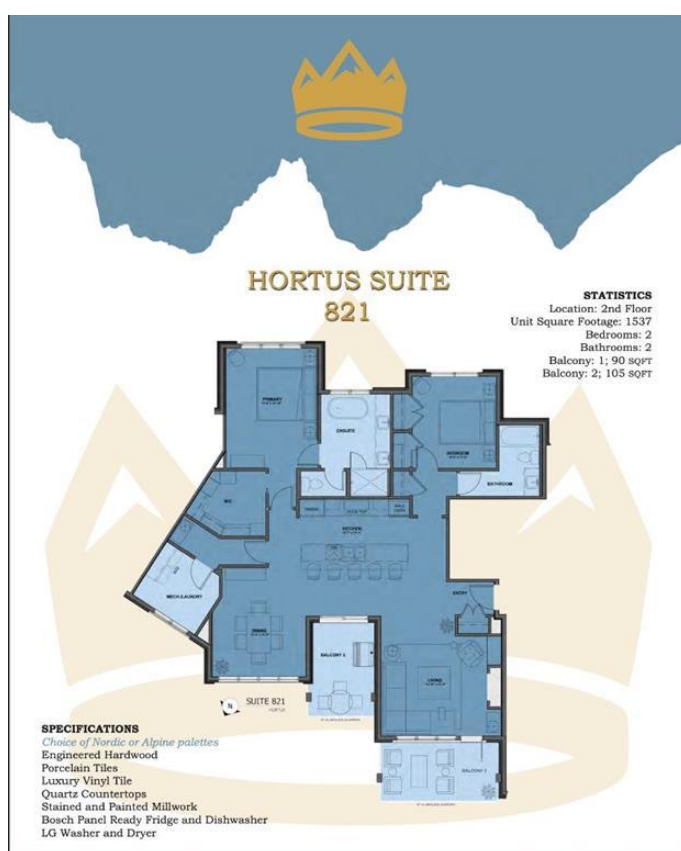 HORTUS SUITE
821
STATISTICS
Location: 2nd Floor
Unit Square Footage: 1537
Bedrooms: 2
Bathrooms: 2
Balcony: 1; 90 SQFT
Balcony: 2; 105 SQFT
PRIMARY
ENSUITE
BEDROOM
BATHROOM
W.I.
KITCHEN
MECH/LAUNDRY
ENTRY
DINING
BALCONY
LIVING
BALCONY 2
N
SUITE 821
HORTUS
SPECIFICATIONS
Choice of Nordic or Alpine palettes
Engineered Hardwood
Porcelain Tiles
Luxury Vinyl Tile
Quartz Countertops
Stained and Painted Millwork
Bosch Panel Ready Fridge and Dishwasher
LG Washer and Dryer